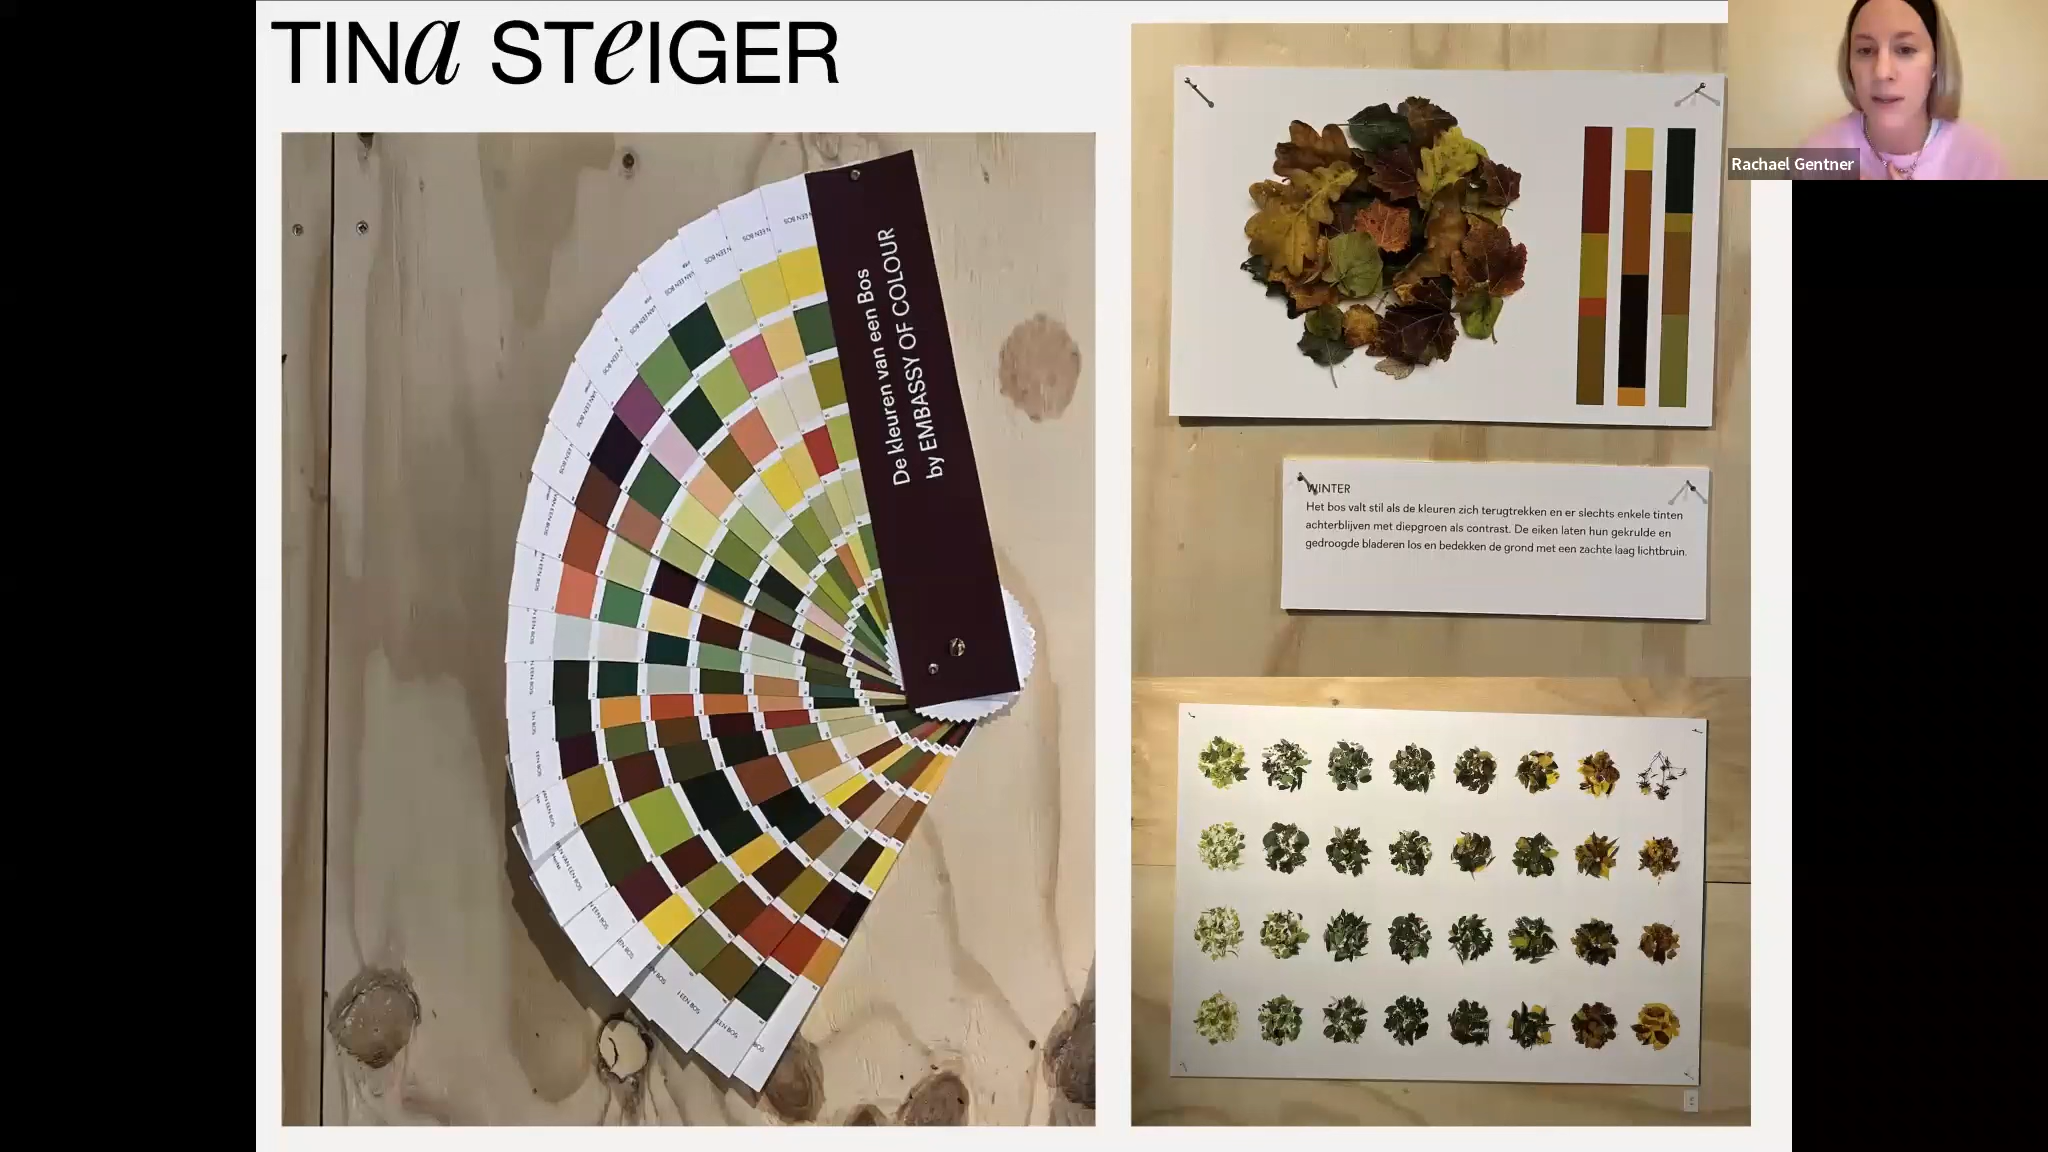 TINa STeIGER
Rachael Gentner
De kleuren van een Bos
by EMBASSY OF COLOUR
WINTER
Het bos valt stil als de kleuren zich terugtrekken en er slechts enkele tinten
achterblijven met diepgroen als contrast. De eiken laten hun gekrulde en
gedroogde bladeren los en bedekken de grond met een zachte laag lichtbruin.